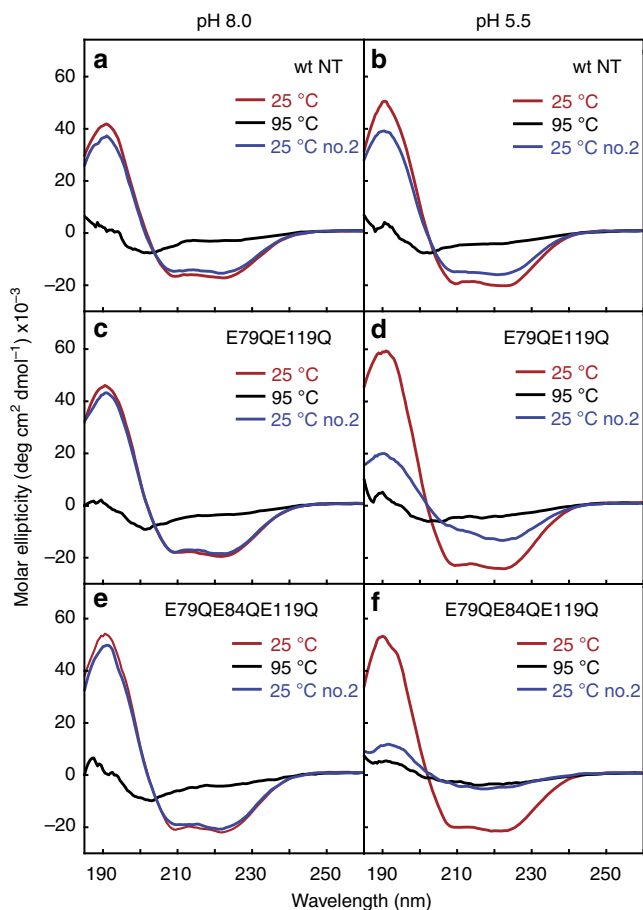 pH 8.0
pH 5.5
a
wt NT
25 °C
95 °C
25 °C no.2
60
40
20
0
−20
b
wt NT
25 °C
95 °C
25 °C no.2
c
E79QE119Q
25 °C
95 °C
25 °C no.2
60
40
20
0
−20
d
E79QE119Q
25 °C
95 °C
25 °C no.2
e
E79QE84QE119Q
25 °C
95 °C
25 °C no.2
60
40
20
0
−20
f
E79QE84QE119Q
25 °C
95 °C
25 °C no.2
Molar ellipticity (deg cm² dmol⁻¹) x10⁻³
190 210 230 250
190 210 230 250
Wavelength (nm)